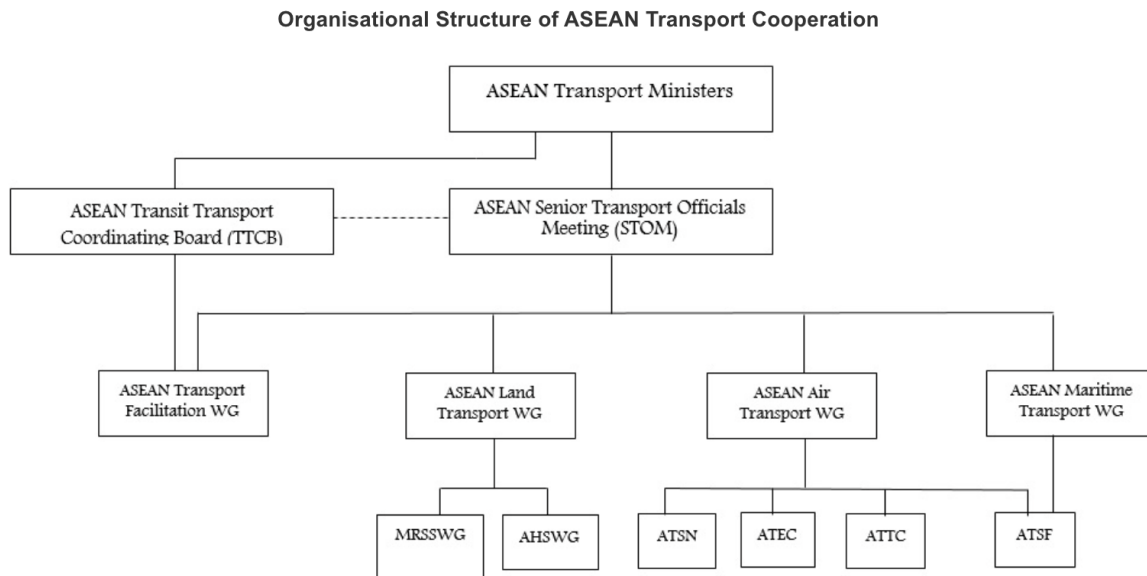 Organisational Structure of ASEAN Transport Cooperation
ASEAN Transport Ministers
ASEAN Transit Transport
Coordinating Board (TTCB)
ASEAN Senior Transport Officials
Meeting (STOM)
ASEAN Transport
Facilitation WG
ASEAN Land
Transport WG
ASEAN Air
Transport WG
ASEAN Maritime
Transport WG
MRSSWG
AHSWG
ATSN
ATEC
ATTC
ATSF